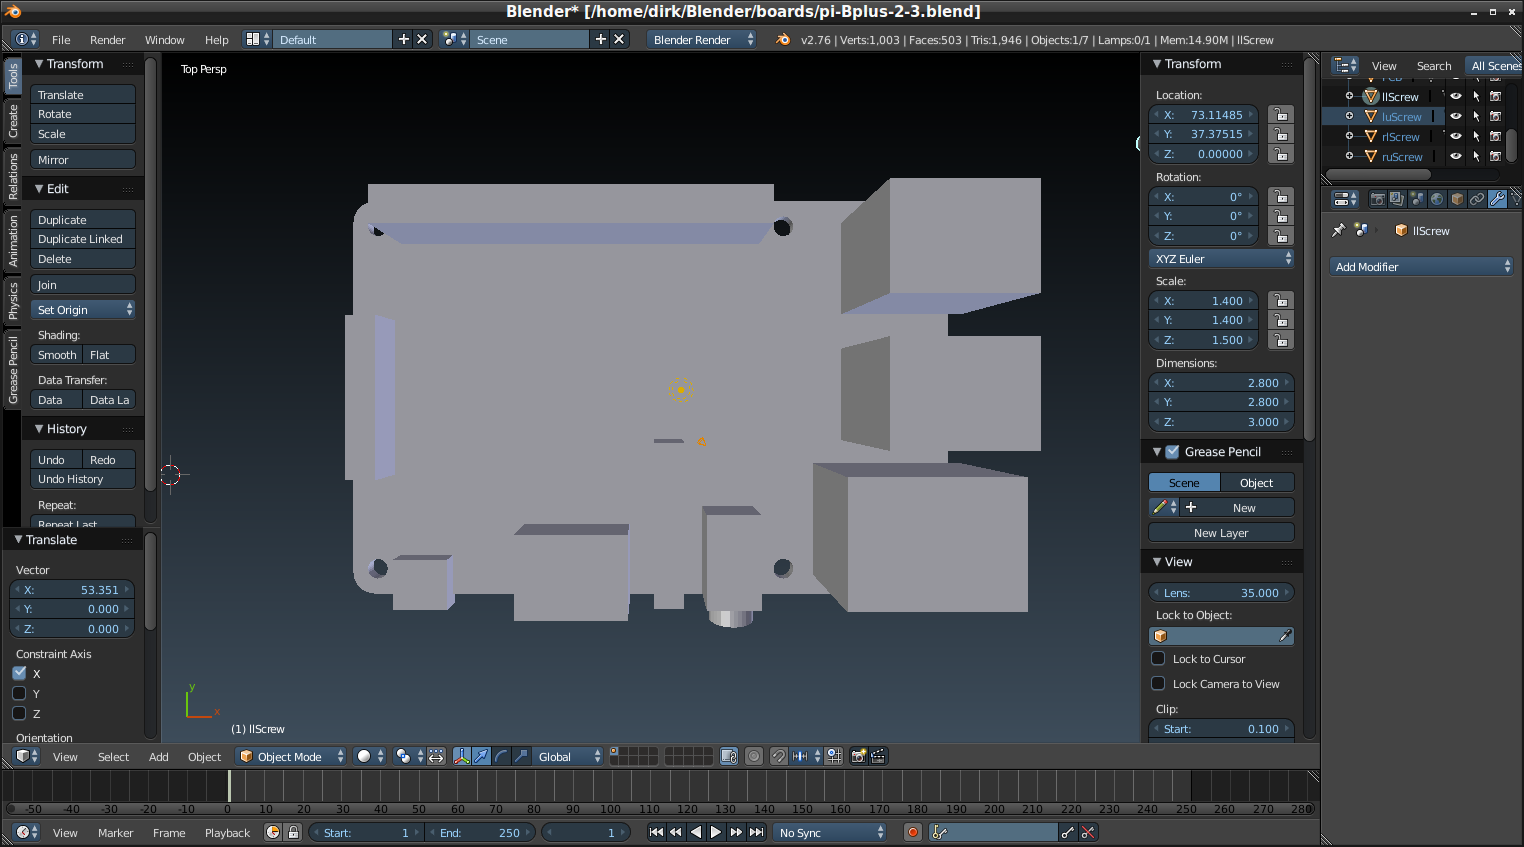 Blender* [/home/dirk/Blender/boards/pi-Bplus-2-3.blend]
File Render Window Help Default Scene Blender Render v2.76 | Verts:1,003 | Faces:503 | Tris:1,946 | Objects:1/7 | Lamps:0/1 | Mem:14.90M | llScrew
Tools
Create
Relations
Animation
Physics
Grease Pencil
Transform
Translate
Rotate
Scale
Mirror
Edit
Duplicate
Duplicate Linked
Delete
Join
Set Origin
Shading:
Smooth Flat
Data Transfer:
Data Data La
History
Undo Redo
Undo History
Repeat:
Repeat Last
Translate
Vector
X: 53.351
Y: 0.000
Z: 0.000
Constraint Axis
X
Y
Z
Orientation
Top Persp
y
x
(1) llScrew
Transform
Location:
X: 73.11485
Y: 37.37515
Z: 0.00000
Rotation:
X: 0°
Y: 0°
Z: 0°
XYZ Euler
Scale:
X: 1.400
Y: 1.400
Z: 1.500
Dimensions:
X: 2.800
Y: 2.800
Z: 3.000
Grease Pencil
Scene Object
New
New Layer
View
Lens: 35.000
Lock to Object:
Lock to Cursor
Lock Camera to View
Clip:
Start: 0.100
View Search All Scenes
llScrew
luScrew
rlScrew
ruScrew
llScrew
Add Modifier
View Select Add Object Object Mode Global
-50 -40 -30 -20 -10 0 10 20 30 40 50 60 70 80 90 100 110 120 130 140 150 160 170 180 190 200 210 220 230 240 250 260 270 280
View Marker Frame Playback Start: 1 End: 250 1 No Sync